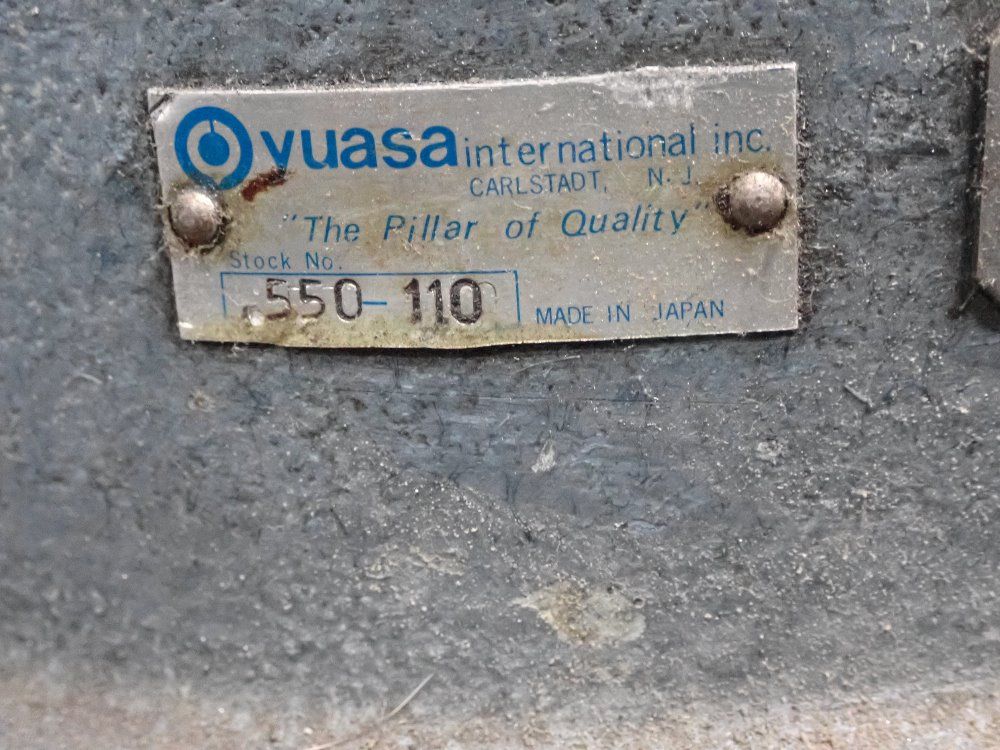 yuasa international inc.
CARLSTADT, N.J.
"The Pillar of Quality"
Stock No.
550-110
MADE IN JAPAN